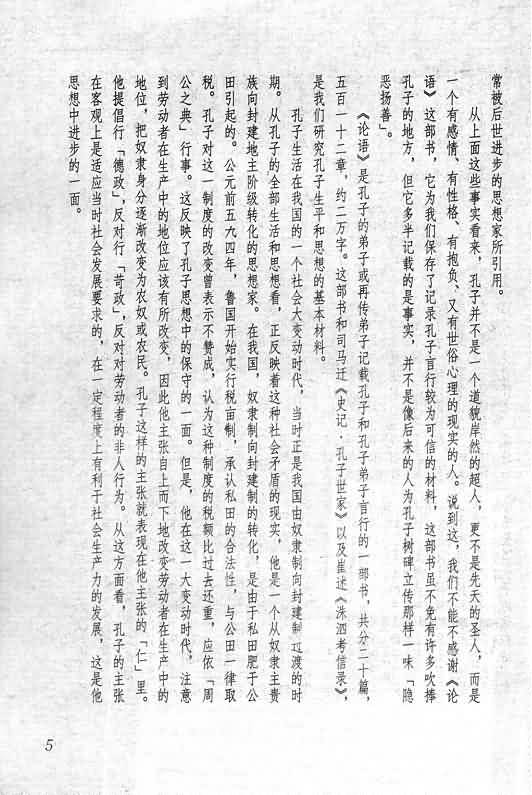 常被后世进步的思想家所引用。
从上面这些事实看来，孔子并不是一个道貌岸然的超人，更不是先天的圣人，而是
一个有感情、有性格、有抱负、又有世俗心理的现实的人。说到这，我们不能不感谢《论
语》这部书，它为我们保存了记录孔子言行较为可信的材料，这部书虽不免有许多吹捧
孔子的地方，但它多半记载的是事实，并不是像后来的人为孔子树碑立传那样一味「隐
恶扬善」。
《论语》是孔子的弟子或再传弟子记载孔子和孔子弟子言行的一部书，共分二十篇，
五百一十二章，约二万字。这部书和司马迁《史记·孔子世家》以及崔述《洙泗考信录》，
是我们研究孔子生平和思想的基本材料。
孔子生活在我国的一个社会大变动时代，当时正是我国由奴隶制向封建制过渡的时
期。从孔子的全部生活和思想看，正反映着这种社会矛盾的现实，他是一个从奴隶主贵
族向封建地主阶级转化的思想家。在我国，奴隶制向封建制的转化，是由于私田肥于公
田引起的。公元前五九四年，鲁国开始实行税亩制，承认私田的合法性，与公田一律取
税。孔子对这一制度的改变曾表示不赞成，认为这种制度的税额比过去还重，应依「周
公之典」行事。这反映了孔子思想中的保守的一面。但是，他在这一大变动时代，注意
到劳动者在生产中的地位应该有所改变，因此他主张自上而下地改变劳动者在生产中的
地位，把奴隶身分逐渐改变为农奴或农民。孔子这样的主张就表现在他主张的「仁」里。
他提倡行「德政」，反对行「苛政」，反对对劳动者的非人行为。从这方面看，孔子的主张
在客观上是适应当时社会发展要求的，在一定程度上有利于社会生产力的发展，这是他
思想中进步的一面。
5